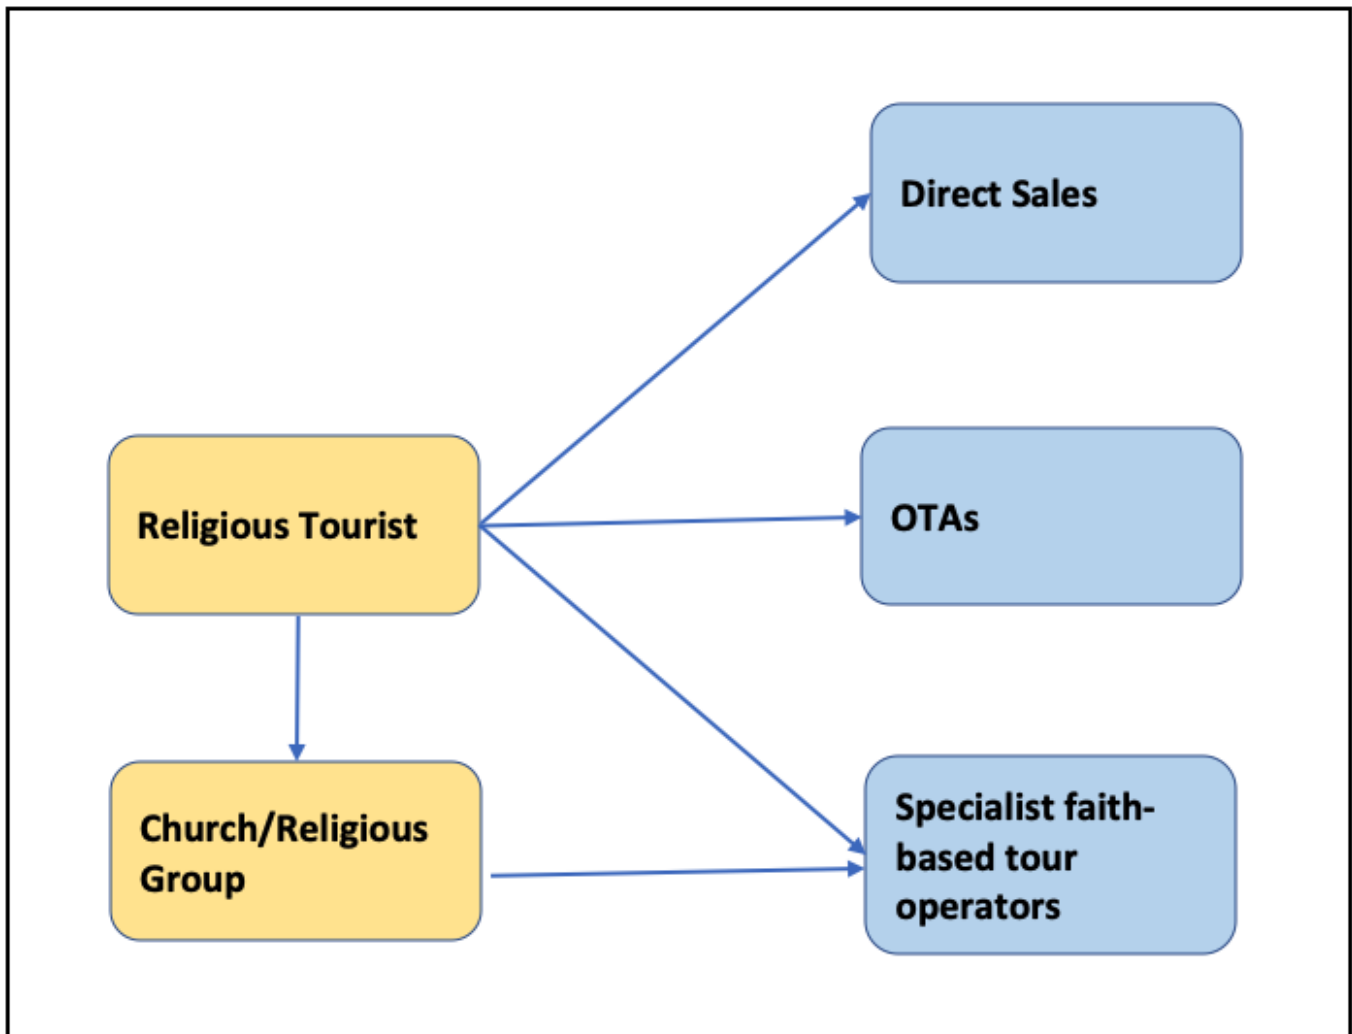 Direct Sales
Religious Tourist
OTAs
Church/Religious
Group
Specialist faith-
based tour
operators